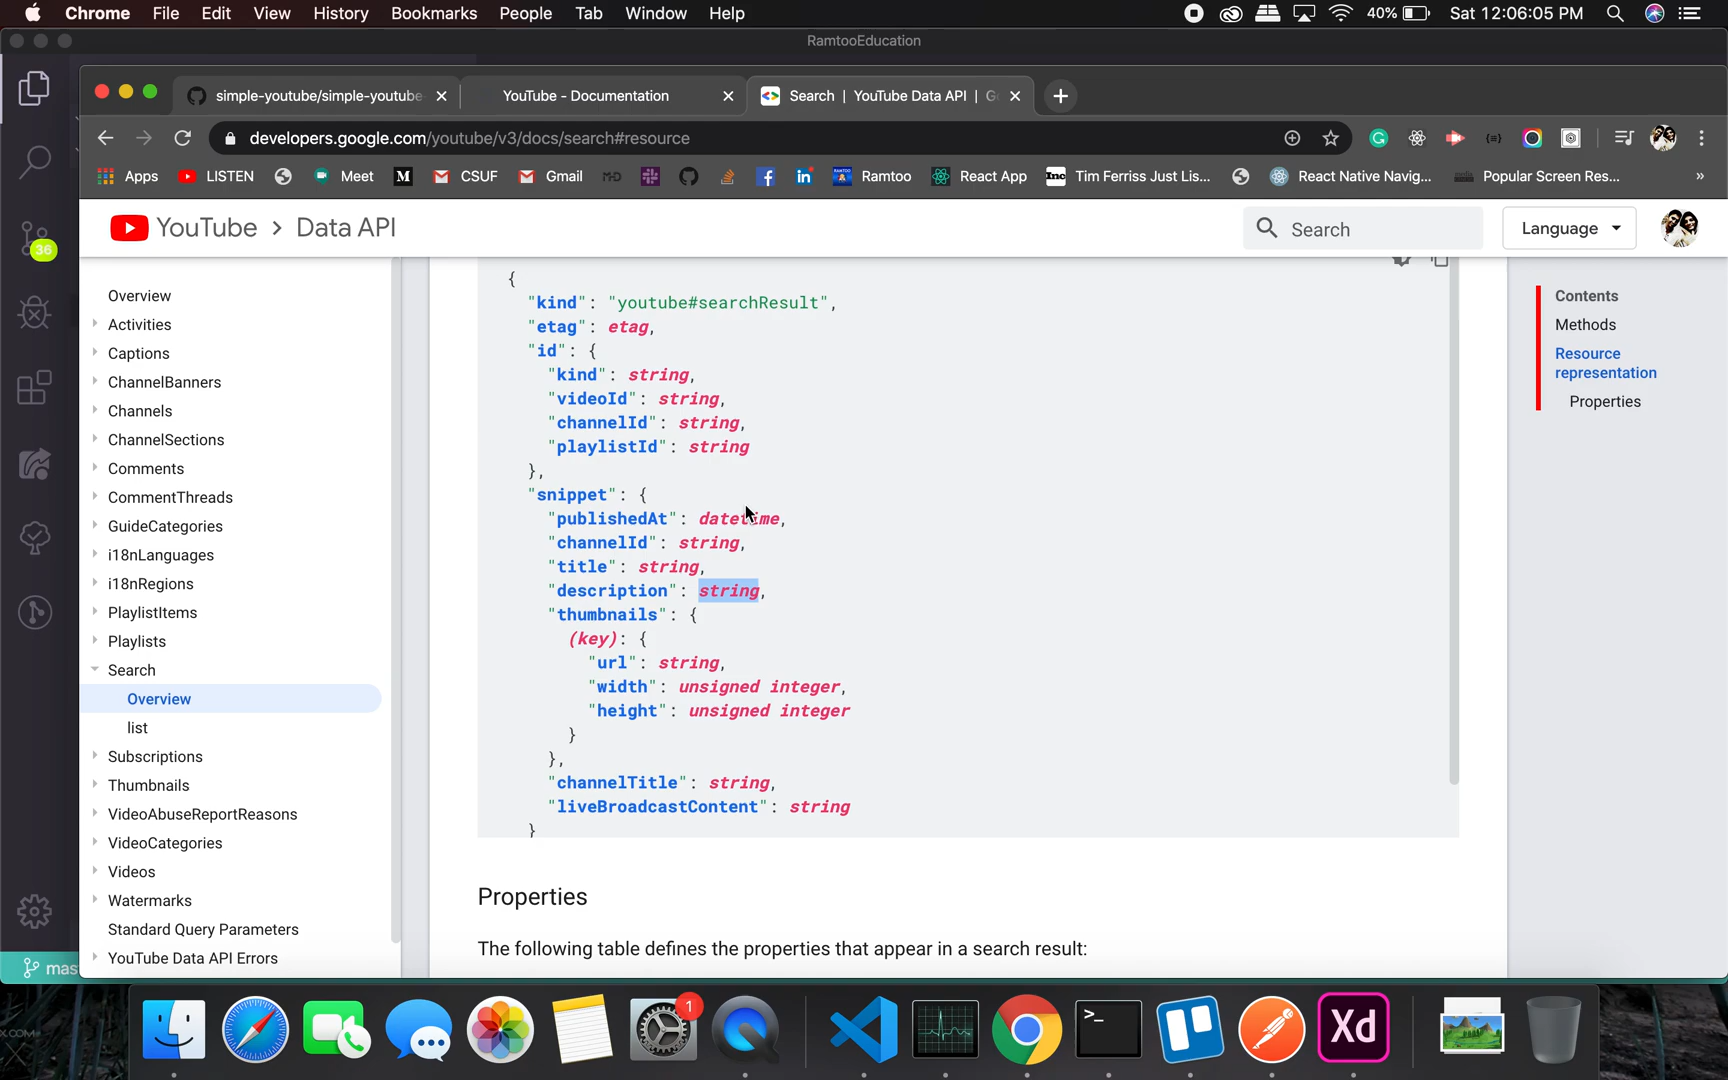 Chrome File Edit View History Bookmarks People Tab Window Help 40% Sat 12:06:05 PM
RamtooEducation
simple-youtube/simple-youtube YouTube - Documentation Search | YouTube Data API | G
developers.google.com/youtube/v3/docs/search#resource
Apps LISTEN Meet M CSUF Gmail M-D Ramtoo React App Inc Tim Ferriss Just Lis... React Native Navig... Popular Screen Res... »
YouTube > Data API Search Language
36
Overview
Activities
Captions
ChannelBanners
Channels
ChannelSections
Comments
CommentThreads
GuideCategories
i18nLanguages
i18nRegions
PlaylistItems
Playlists
Search
Overview
list
Subscriptions
Thumbnails
VideoAbuseReportReasons
VideoCategories
Videos
Watermarks
Standard Query Parameters
YouTube Data API Errors
{
"kind": "youtube#searchResult",
"etag": etag,
"id": {
"kind": string,
"videoId": string,
"channelId": string,
"playlistId": string
},
"snippet": {
"publishedAt": datetime,
"channelId": string,
"title": string,
"description": string,
"thumbnails": {
(key): {
"url": string,
"width": unsigned integer,
"height": unsigned integer
}
},
"channelTitle": string,
"liveBroadcastContent": string
}
Properties
The following table defines the properties that appear in a search result:
Contents
Methods
Resource
representation
Properties
mas
1
>_
Xd